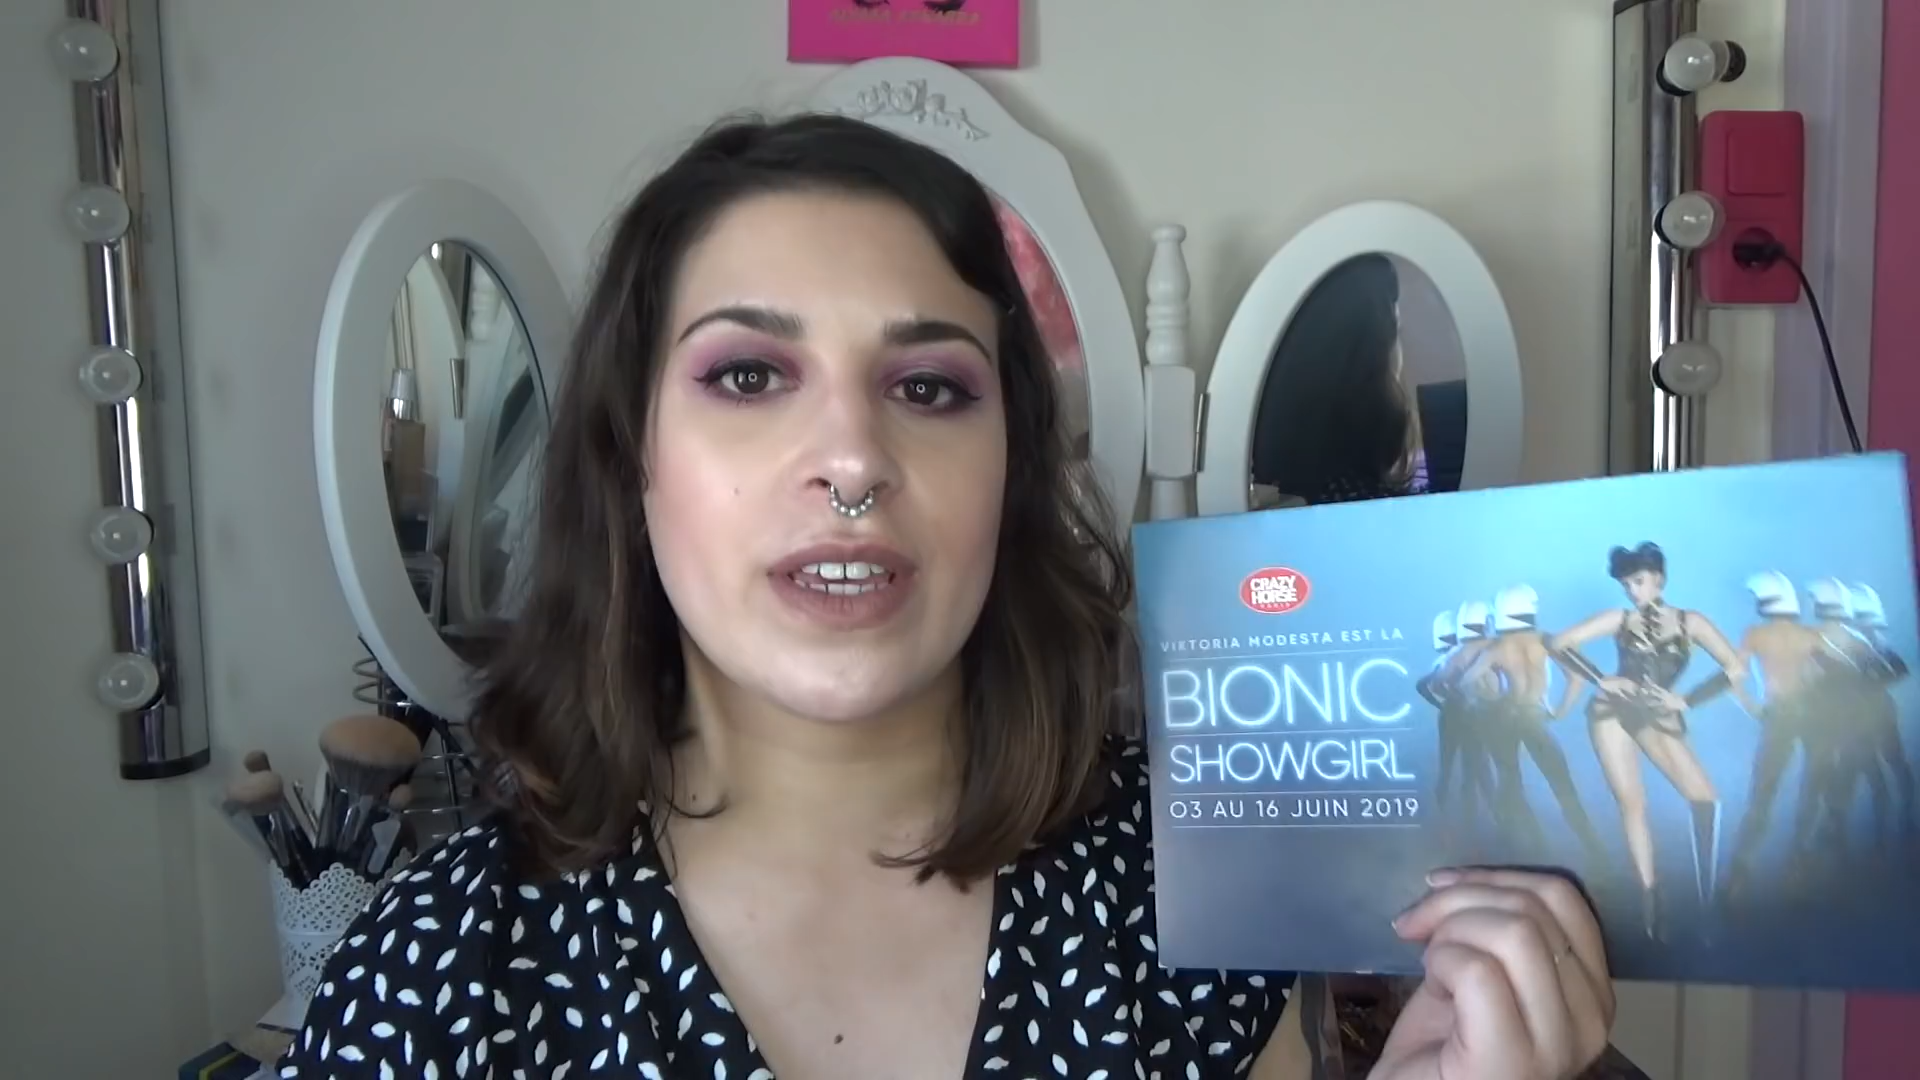 CRAZY
HORSE
PARIS
VIKTORIA MODESTA EST LA
BIONIC
SHOWGIRL
03 AU 16 JUIN 2019